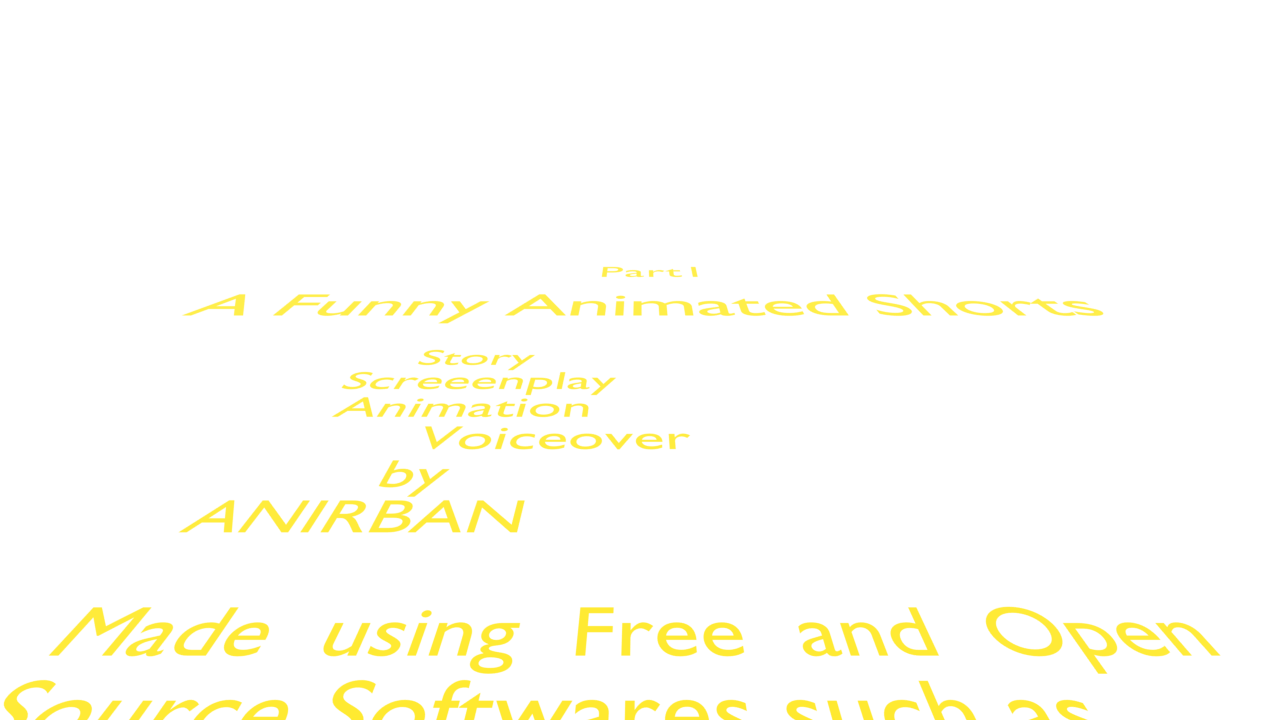 Part I
A Funny Animated Shorts
Story
Screeenplay
Animation
Voiceover
by
ANIRBAN
Made using Free and Open
Source Softwares such as